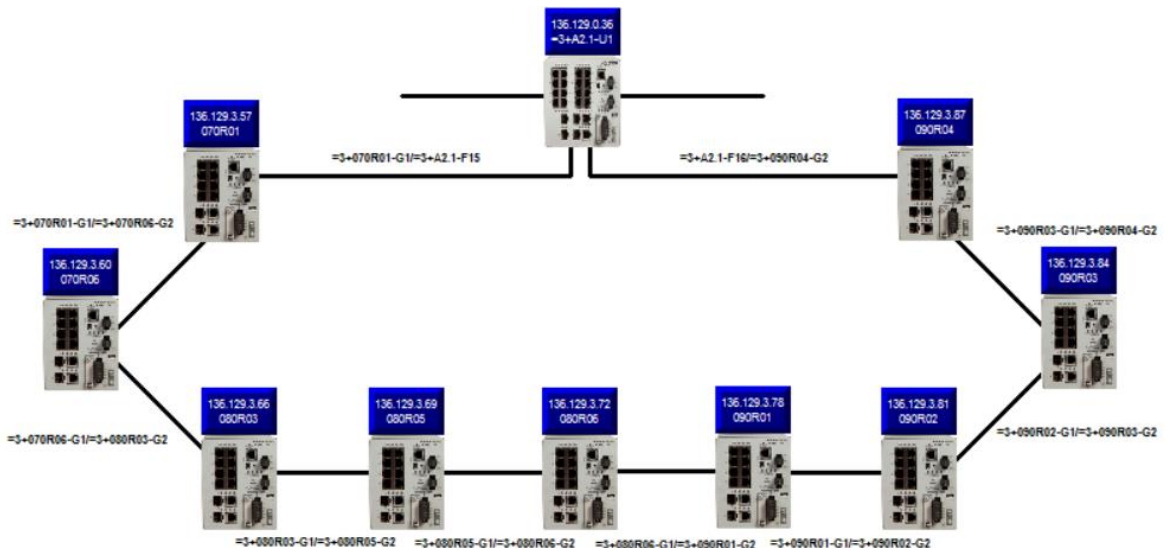 136.129.0.36
=3+A2.1-U1
136.129.3.57
070R01
136.129.3.87
090R04
=3+070R01-G1/=3+A2.1-F15
=3+A2.1-F16/=3+090R04-G2
=3+070R01-G1/=3+070R06-G2
=3+090R03-G1/=3+090R04-G2
136.129.3.60
070R06
136.129.3.84
090R03
136.129.3.66
080R03
136.129.3.69
080R05
136.129.3.72
080R06
136.129.3.78
090R01
136.129.3.81
090R02
=3+070R06-G1/=3+080R03-G2
=3+090R02-G1/=3+090R03-G2
=3+080R03-G1/=3+080R05-G2
=3+080R05-G1/=3+080R06-G2
=3+080R06-G1/=3+090R01-G2
=3+090R01-G1/=3+090R02-G2